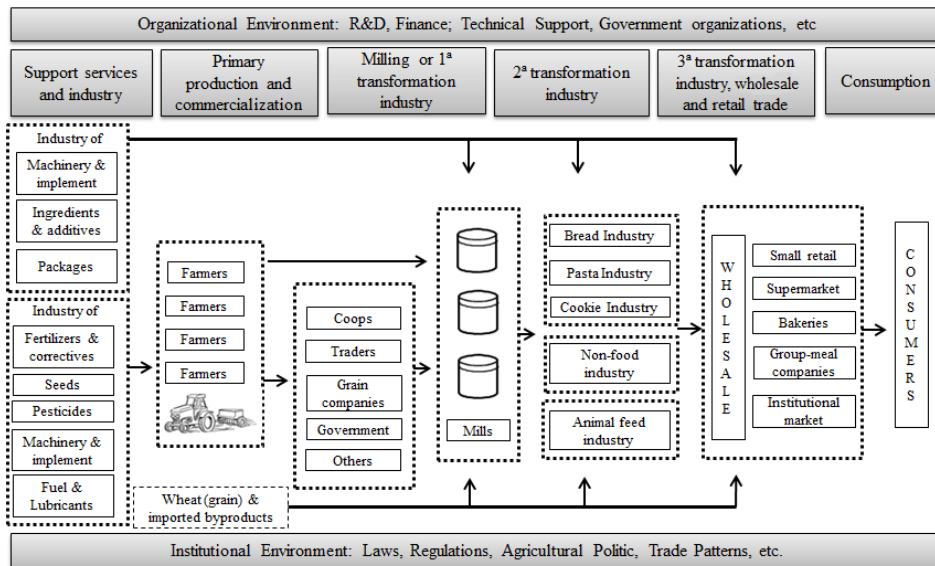 Organizational Environment: R&D, Finance; Technical Support, Government organizations, etc
Support services
and industry
Primary
production and
commercialization
Milling or 1ª
transformation
industry
2ª transformation
industry
3ª transformation
industry, wholesale
and retail trade
Consumption
Industry of
Machinery &
implement
Ingredients
& additives
Packages
Industry of
Fertilizers &
correctives
Seeds
Pesticides
Machinery &
implement
Fuel &
Lubricants
Farmers
Farmers
Farmers
Farmers
Coops
Traders
Grain
companies
Government
Others
Wheat (grain) &
imported byproducts
Mills
Bread Industry
Pasta Industry
Cookie Industry
Non-food
industry
Animal feed
industry
WHOLESALE
Small retail
Supermarket
Bakeries
Group-meal
companies
Institutional
market
CONSUMERS
Institutional Environment: Laws, Regulations, Agricultural Politic, Trade Patterns, etc.